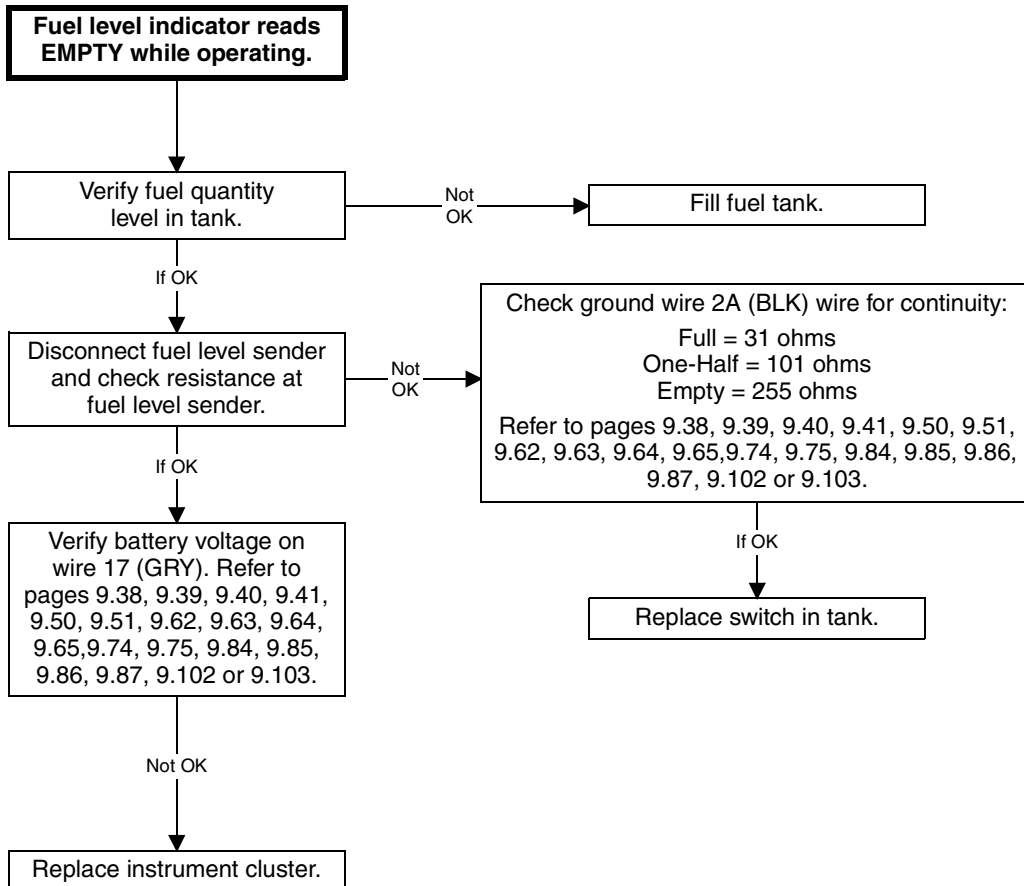 Fuel level indicator reads
EMPTY while operating.
Verify fuel quantity
level in tank.
Not
OK
Fill fuel tank.
If OK
Disconnect fuel level sender
and check resistance at
fuel level sender.
Not
OK
Check ground wire 2A (BLK) wire for continuity:
Full = 31 ohms
One-Half = 101 ohms
Empty = 255 ohms
Refer to pages 9.38, 9.39, 9.40, 9.41, 9.50, 9.51,
9.62, 9.63, 9.64, 9.65,9.74, 9.75, 9.84, 9.85, 9.86,
9.87, 9.102 or 9.103.
If OK
Replace switch in tank.
If OK
Verify battery voltage on
wire 17 (GRY). Refer to
pages 9.38, 9.39, 9.40, 9.41,
9.50, 9.51, 9.62, 9.63, 9.64,
9.65,9.74, 9.75, 9.84, 9.85,
9.86, 9.87, 9.102 or 9.103.
Not OK
Replace instrument cluster.